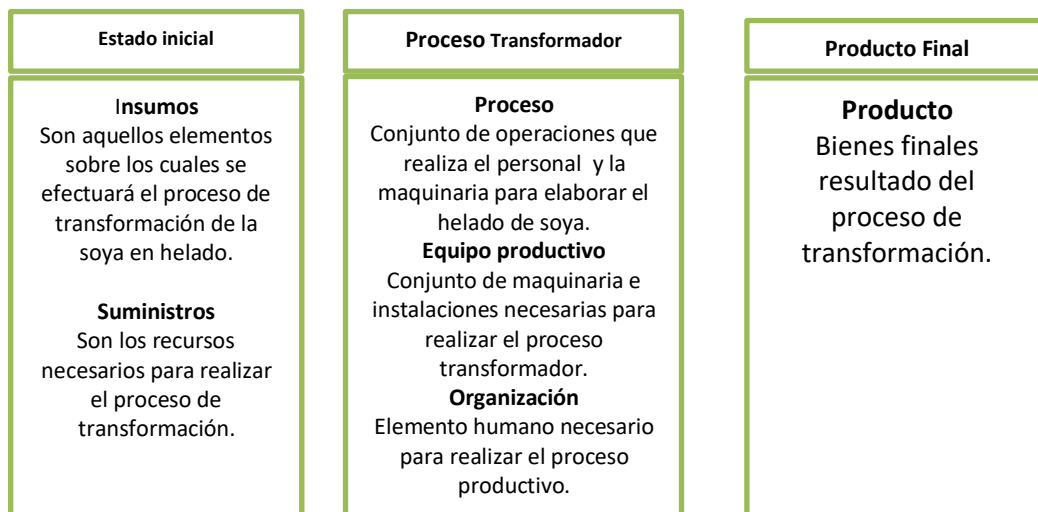 Estado inicial
Insumos
Son aquellos elementos
sobre los cuales se
efectuará el proceso de
transformación de la
soya en helado.
Suministros
Son los recursos
necesarios para realizar
el proceso de
transformación.
Proceso Transformador
Proceso
Conjunto de operaciones que
realiza el personal y la
maquinaria para elaborar el
helado de soya.
Equipo productivo
Conjunto de maquinaria e
instalaciones necesarias para
realizar el proceso
transformador.
Organización
Elemento humano necesario
para realizar el proceso
productivo.
Producto Final
Producto
Bienes finales
resultado del
proceso de
transformación.